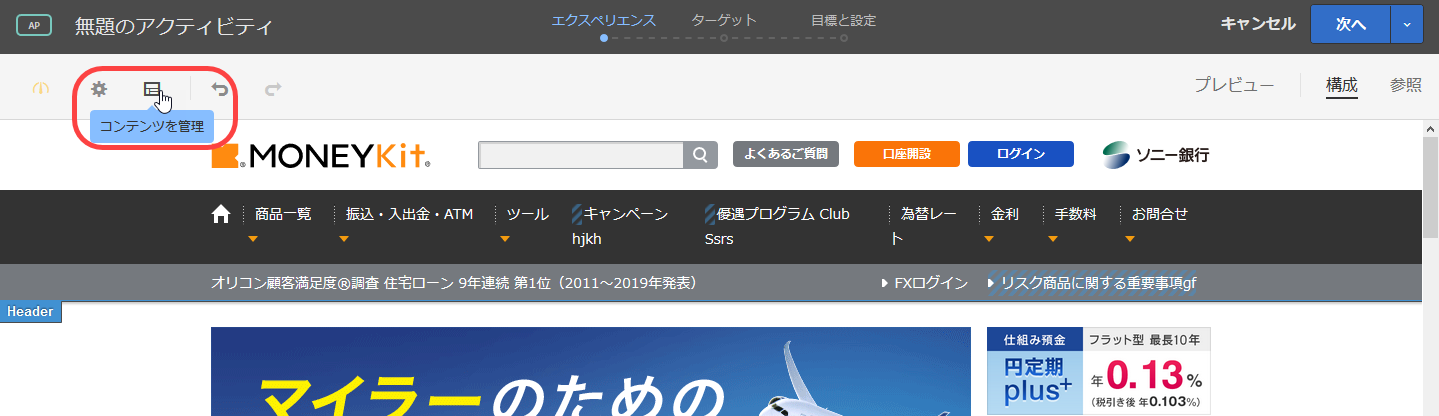 AP
無題のアクティビティ
エクスペリエンス ターゲット 目標と設定
キャンセル 次へ
プレビュー 構成 参照
コンテンツを管理
MONEYKit
よくあるご質問
口座開設
ログイン
ソニー銀行
商品一覧 振込・入出金・ATM ツール キャンペーン 優遇プログラム Club 為替レー 金利 手数料 お問合せ
hjkh Ssrs ト
オリコン顧客満足度®調査 住宅ローン 9年連続 第1位（2011～2019年発表）
FXログイン
リスク商品に関する重要事項gf
Header
マイラーのための
仕組み預金 フラット型 最長10年
円定期
plus+
年0.13%
(税引き後 年0.103%)